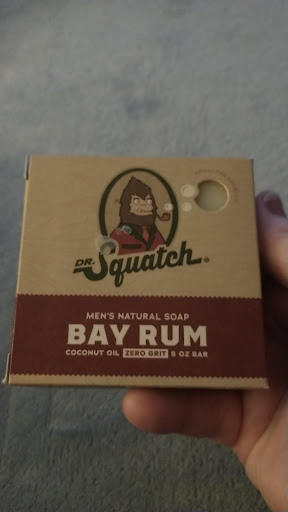 DR. Squatch®
MEN'S NATURAL SOAP
BAY RUM
COCONUT OIL ZERO GRIT 5 OZ BAR